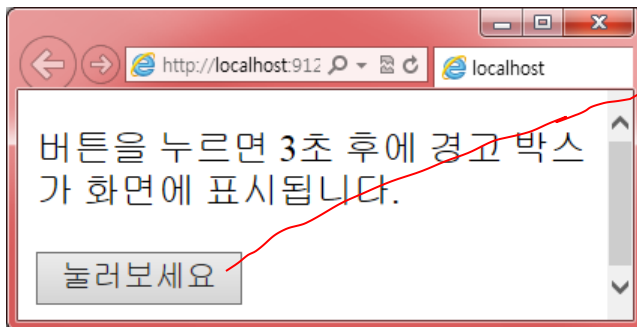 http://localhost:912
localhost
버튼을 누르면 3초 후에 경고 박스
가 화면에 표시됩니다.
눌러보세요